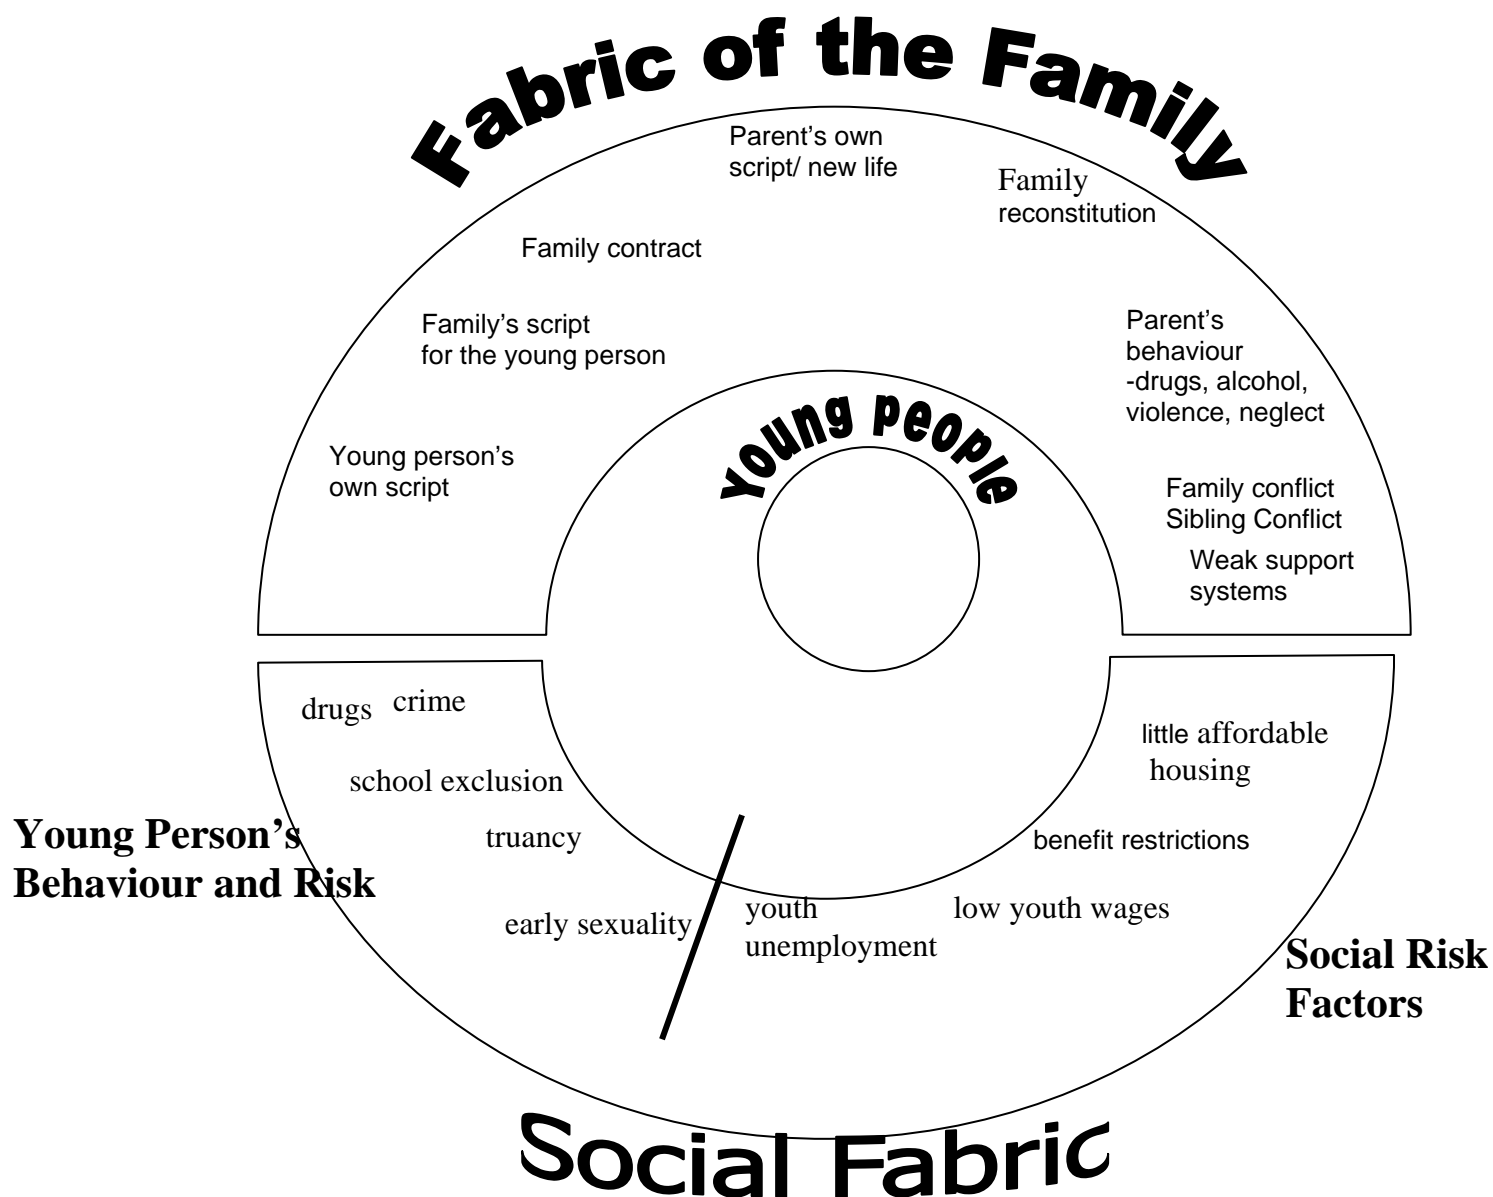 Fabric of the Family
Parent’s own
script/ new life
Family
reconstitution
Family contract
Family’s script
for the young person
Parent’s
behaviour
-drugs, alcohol,
violence, neglect
Young people
Young person’s
own script
Family conflict
Sibling Conflict
Weak support
systems
drugs crime
little affordable
housing
school exclusion
Young Person’s
Behaviour and Risk
truancy
benefit restrictions
early sexuality
youth
unemployment
low youth wages
Social Risk
Factors
Social Fabric